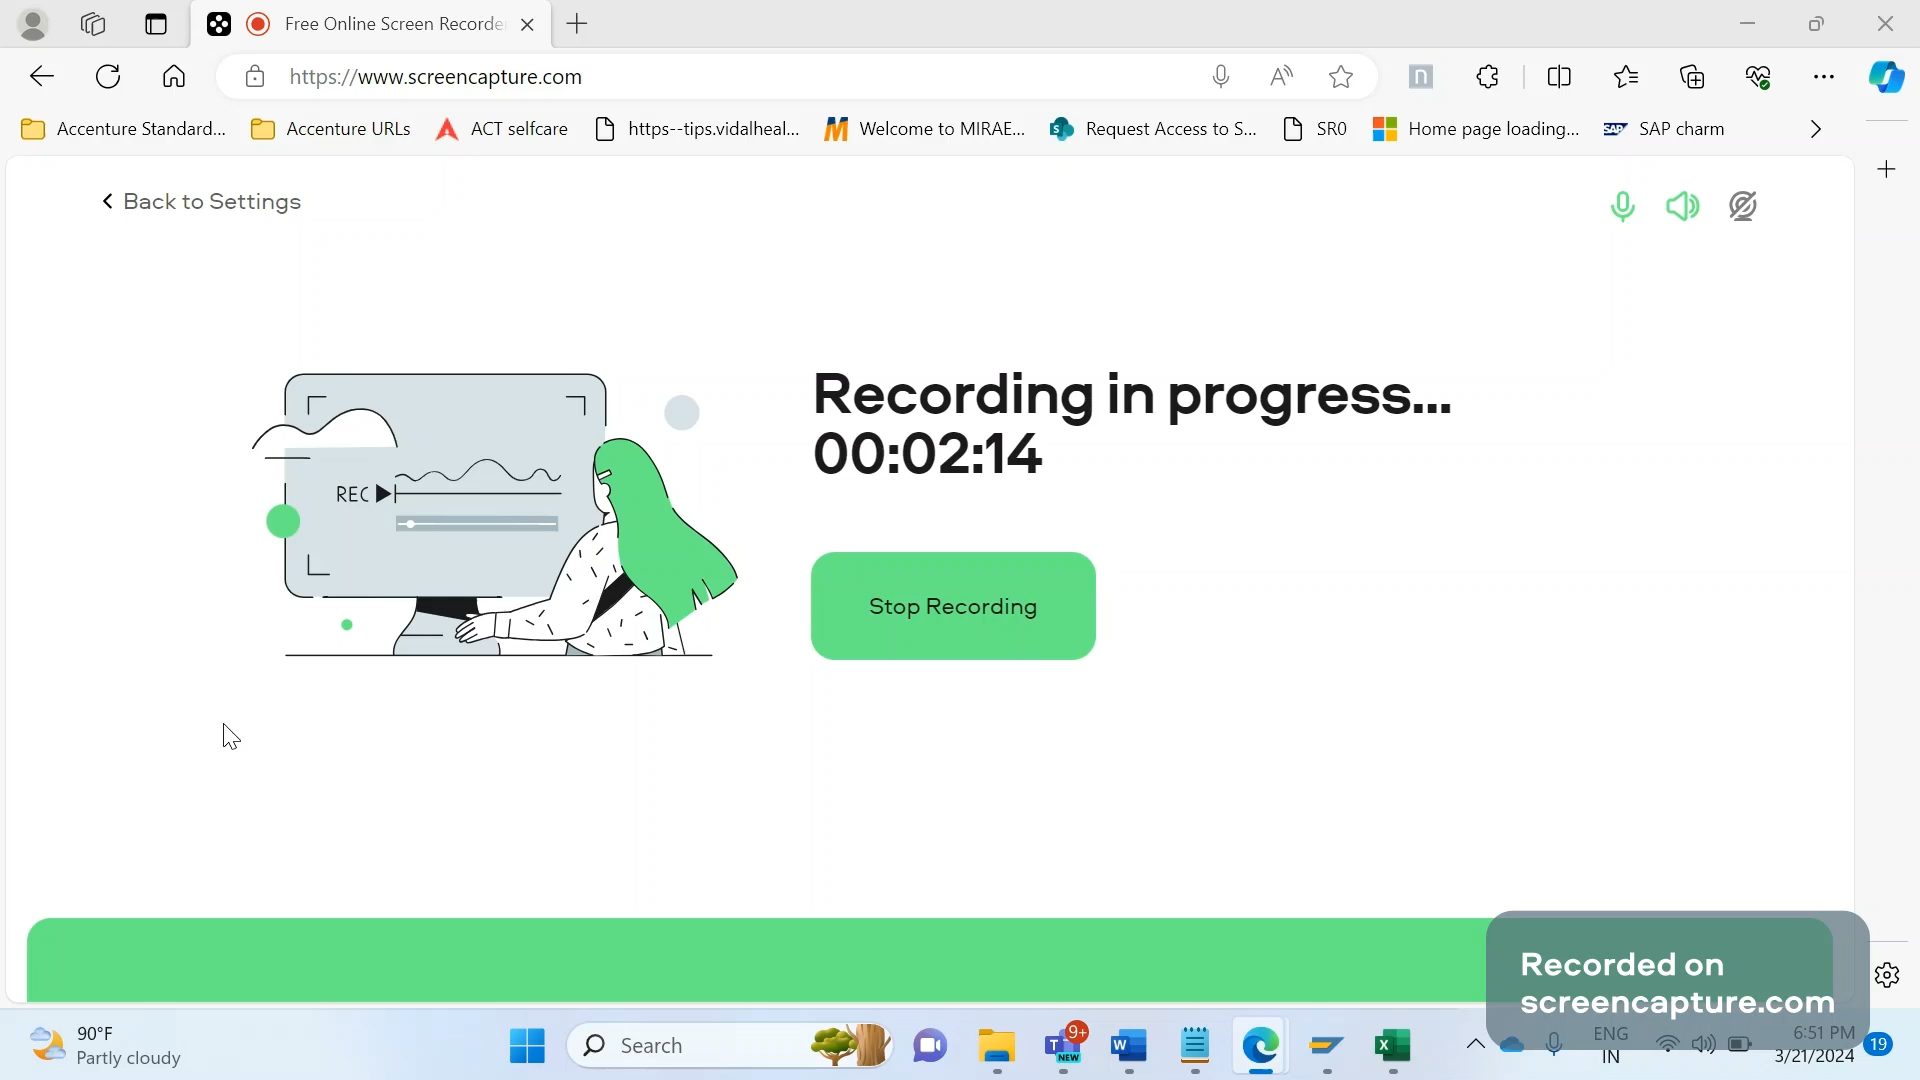 Free Online Screen Recorde
https://www.screencapture.com
Accenture Standard...
Accenture URLs
ACT selfcare
https--tips.vidalheal...
Welcome to MIRAE...
Request Access to S...
SR0
Home page loading...
SAP charm
Back to Settings
Recording in progress...
00:02:14
REC
Stop Recording
Recorded on
screencapture.com
90°F
Partly cloudy
Search
9+
NEW
ENG
IN
6:51 PM
3/21/2024
19